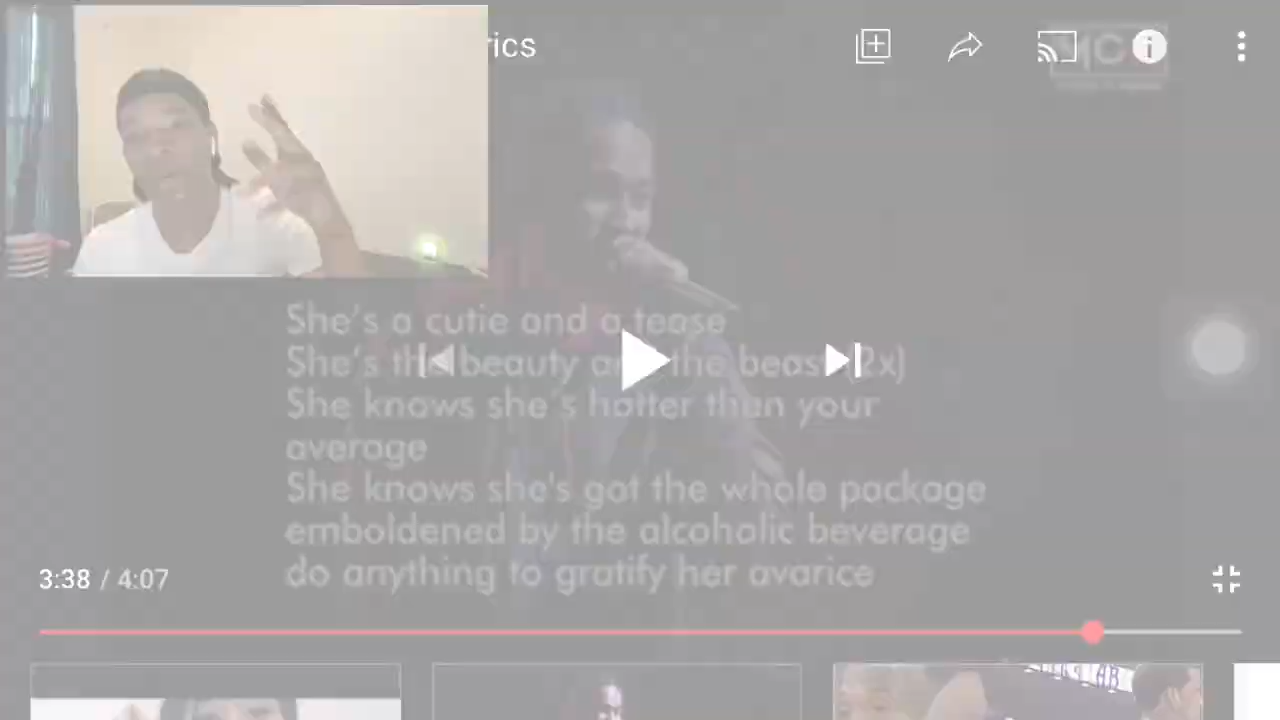 rics
She's a cutie and a tease
She's the beauty and the beast (2x)
She knows she's hotter than your
average
She knows she's got the whole package
emboldened by the alcoholic beverage
do anything to gratify her avarice
3:38 / 4:07